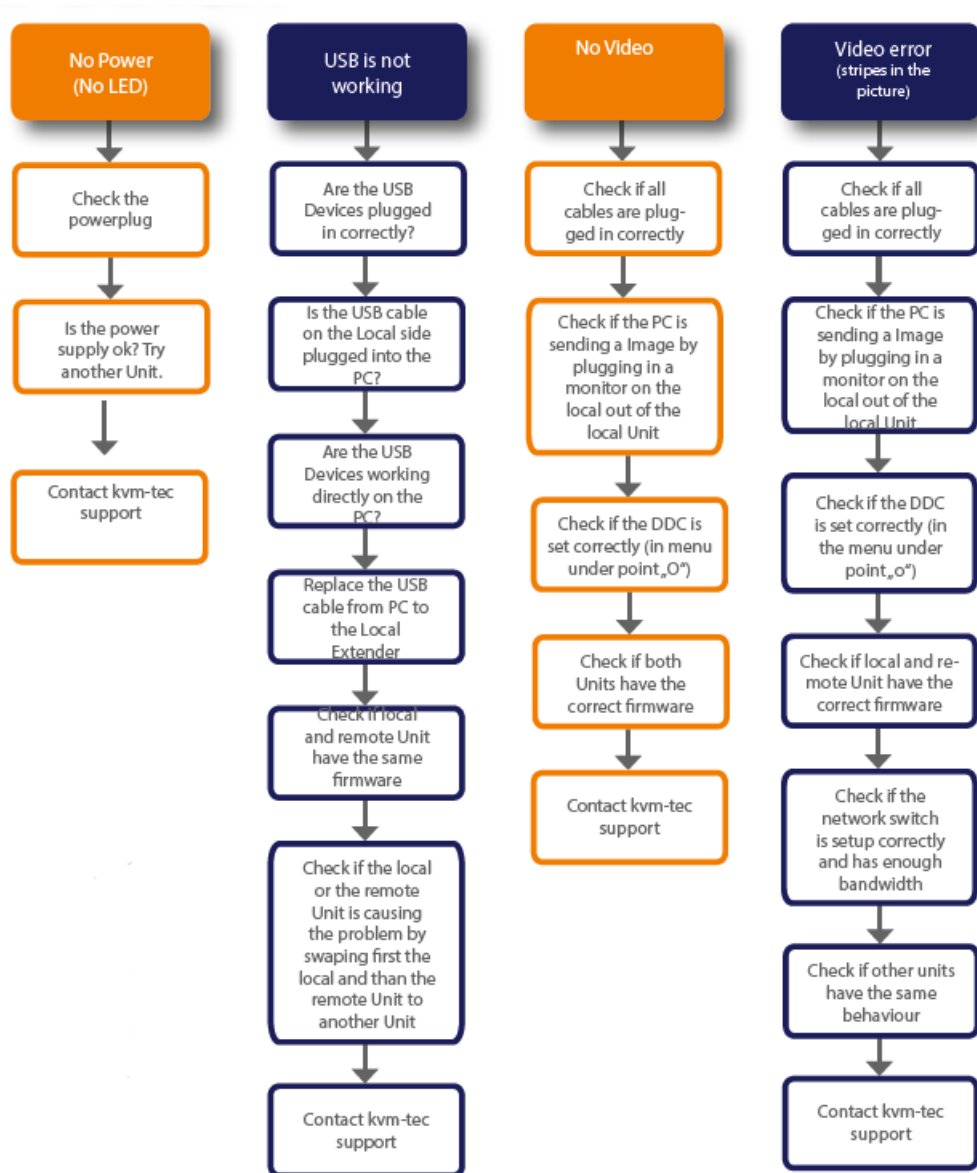 No Power
(No LED)
Check the
powerplug
Is the power
supply ok? Try
another Unit.
Contact kvm-tec
support
USB is not
working
Are the USB
Devices plugged
in correctly?
Is the USB cable
on the Local side
plugged into the
PC?
Are the USB
Devices working
directly on the
PC?
Replace the USB
cable from PC to
the Local
Extender
Check if local
and remote Unit
have the same
firmware
Check if the local
or the remote
Unit is causing
the problem by
swaping first the
local and than the
remote Unit to
another Unit
Contact kvm-tec
support
No Video
Check if all
cables are plug-
ged in correctly
Check if the PC is
sending a Image by
plugging in a
monitor on the
local out of the
local Unit
Check if the DDC is
set correctly (in menu
under point „O“)
Check if both
Units have the
correct firmware
Contact kvm-tec
support
Video error
(stripes in the
picture)
Check if all
cables are plug-
ged in correctly
Check if the PC is
sending a Image
by plugging in a
monitor on the
local out of the
local Unit
Check if the DDC
is set correctly (in
the menu under
point „o“)
Check if local and re-
mote Unit have the
correct firmware
Check if the
network switch
is setup correctly
and has enough
bandwidth
Check if other units
have the same
behaviour
Contact kvm-tec
support